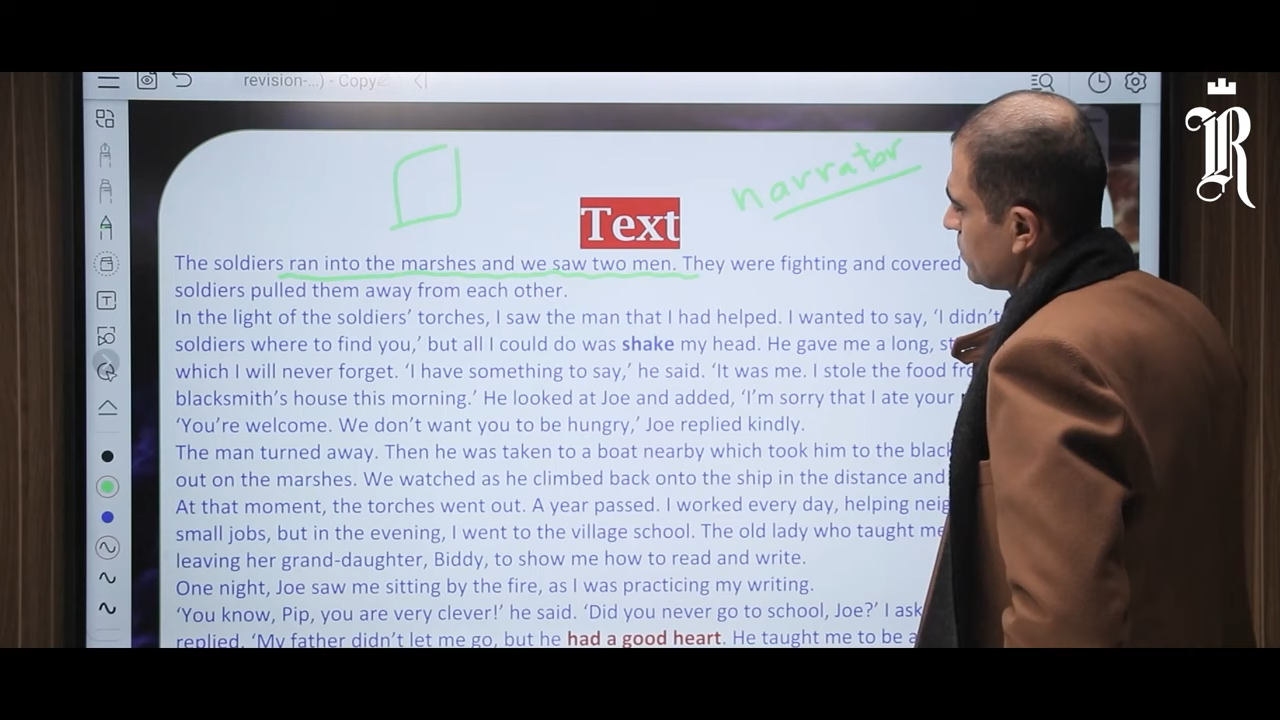 revision-...) - Copy
narrator
Text
The soldiers ran into the marshes and we saw two men. They were fighting and covered
soldiers pulled them away from each other.
In the light of the soldiers’ torches, I saw the man that I had helped. I wanted to say, ‘I didn’t
soldiers where to find you,’ but all I could do was shake my head. He gave me a long,
which I will never forget. ‘I have something to say,’ he said. ‘It was me. I stole the food
blacksmith’s house this morning.’ He looked at Joe and added, ‘I’m sorry that I ate your
‘You’re welcome. We don’t want you to be hungry,’ Joe replied kindly.
The man turned away. Then he was taken to a boat nearby which took him to the
out on the marshes. We watched as he climbed back onto the ship in the distance and
At that moment, the torches went out. A year passed. I worked every day, helping
small jobs, but in the evening, I went to the village school. The old lady who taught me
leaving her grand-daughter, Biddy, to show me how to read and write.
One night, Joe saw me sitting by the fire, as I was practicing my writing.
‘You know, Pip, you are very clever!’ he said. ‘Did you never go to school, Joe?’ I
replied. ‘My father didn’t let me go, but he had a good heart. He taught me to be a
R